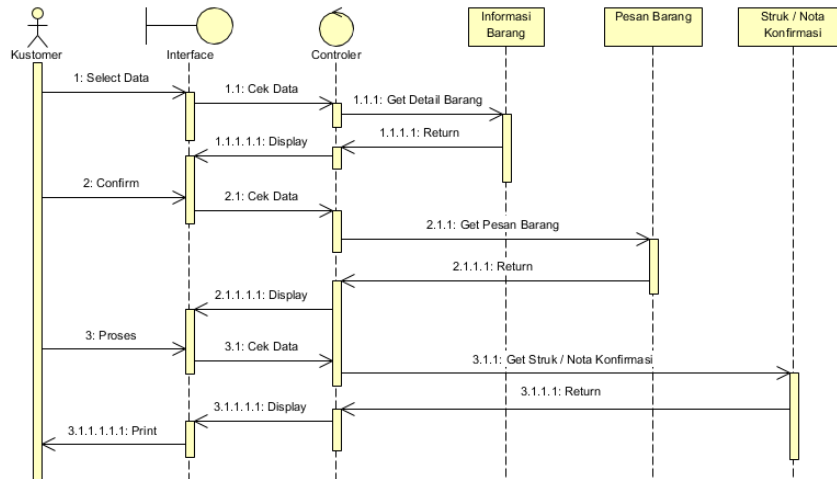 Kustomer
Interface
Controler
Informasi
Barang
Pesan Barang
Struk / Nota
Konfirmasi
1: Select Data
1.1: Cek Data
1.1.1: Get Detail Barang
1.1.1.1: Return
1.1.1.1.1: Display
2: Confirm
2.1: Cek Data
2.1.1: Get Pesan Barang
2.1.1.1: Return
2.1.1.1.1: Display
3: Proses
3.1: Cek Data
3.1.1: Get Struk / Nota Konfirmasi
3.1.1.1: Return
3.1.1.1.1: Display
3.1.1.1.1.1: Print